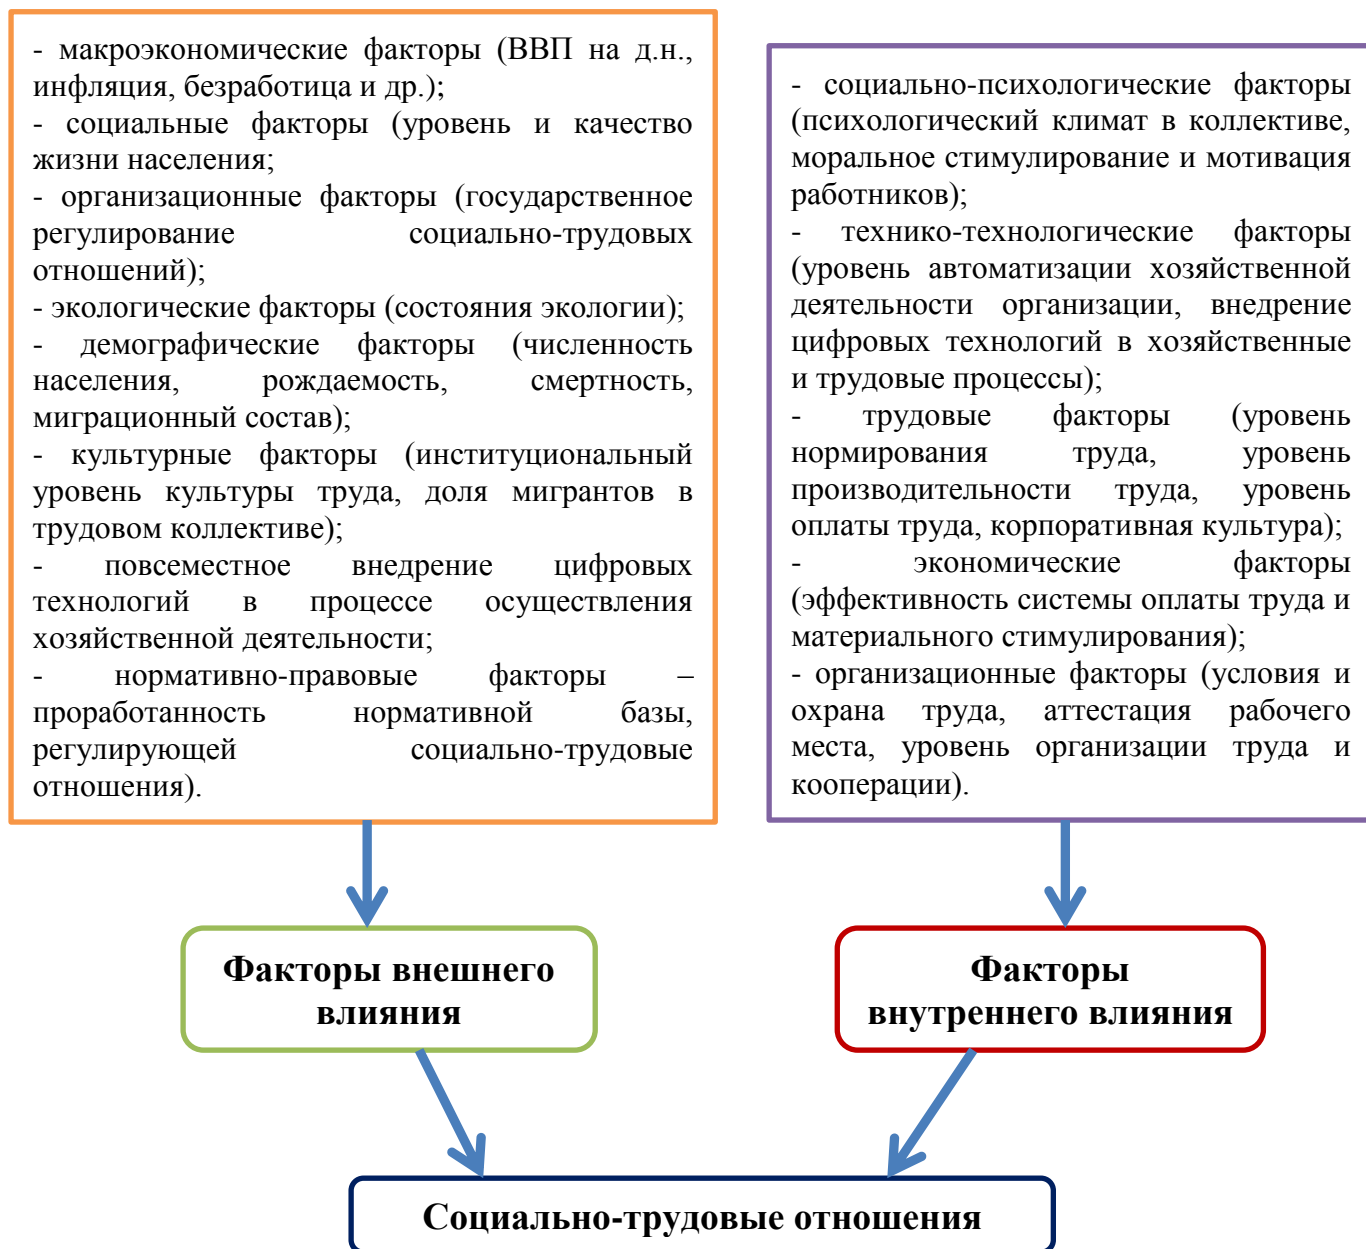 - макроэкономические факторы (ВВП на д.н.,
инфляция, безработица и др.);
- социальные факторы (уровень и качество
жизни населения;
- организационные факторы (государственное
регулирование социально-трудовых
отношений);
- экологические факторы (состояния экологии);
- демографические факторы (численность
населения, рождаемость, смертность,
миграционный состав);
- культурные факторы (институциональный
уровень культуры труда, доля мигрантов в
трудовом коллективе);
- повсеместное внедрение цифровых
технологий в процессе осуществления
хозяйственной деятельности;
- нормативно-правовые факторы –
проработанность нормативной базы,
регулирующей социально-трудовые
отношения).
- социально-психологические факторы
(психологический климат в коллективе,
моральное стимулирование и мотивация
работников);
- технико-технологические факторы
(уровень автоматизации хозяйственной
деятельности организации, внедрение
цифровых технологий в хозяйственные
и трудовые процессы);
- трудовые факторы (уровень
нормирования труда, уровень
производительности труда, уровень
оплаты труда, корпоративная культура);
- экономические факторы
(эффективность системы оплаты труда и
материального стимулирования);
- организационные факторы (условия и
охрана труда, аттестация рабочего
места, уровень организации труда и
кооперации).
Факторы внешнего
влияния
Факторы
внутреннего влияния
Социально-трудовые отношения